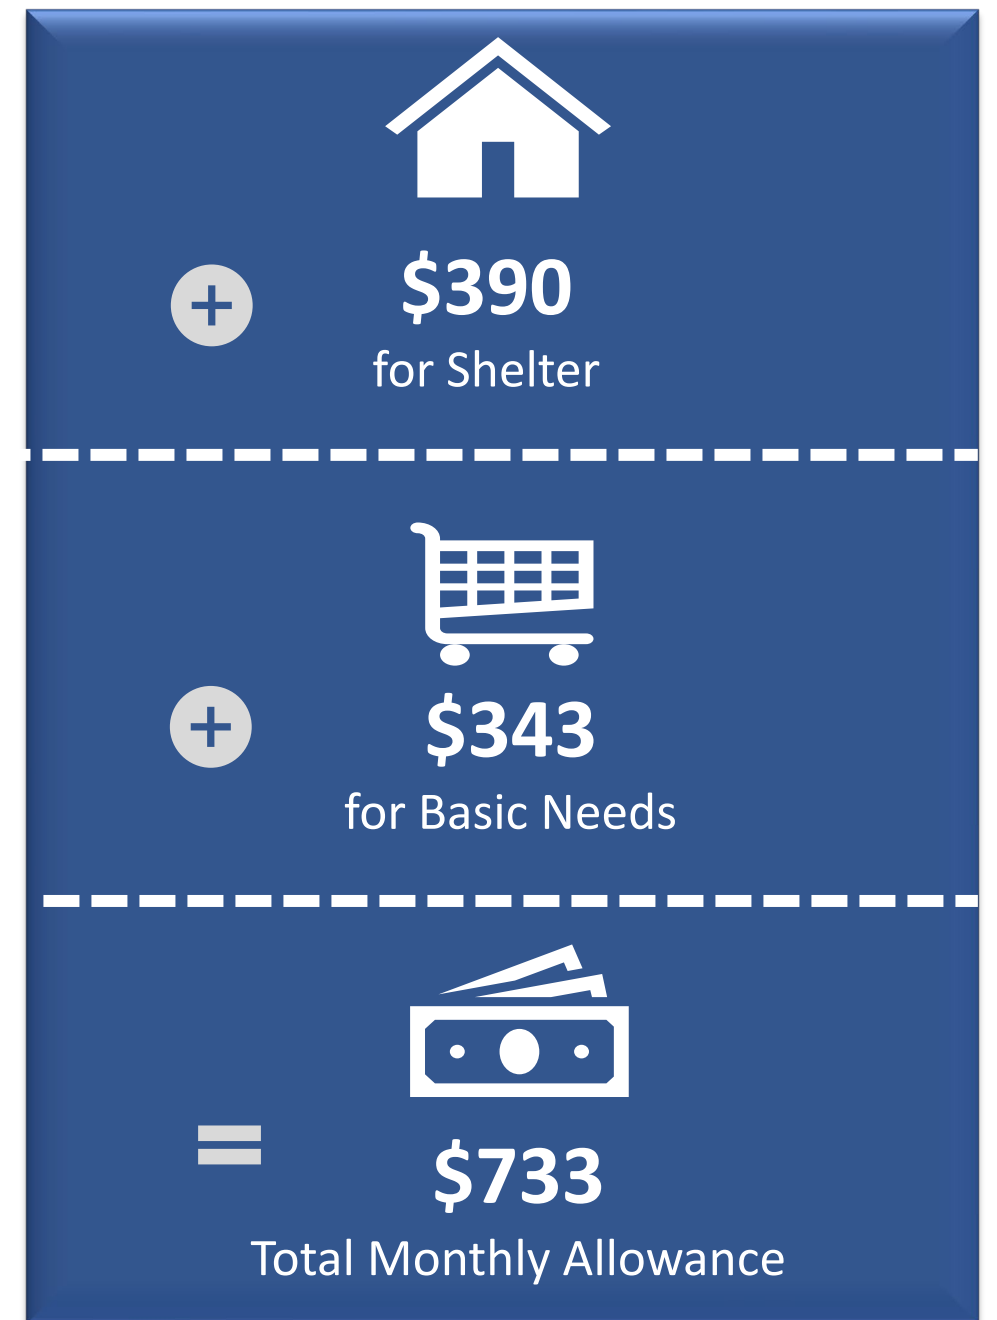 +
$390
for Shelter
+
$343
for Basic Needs
=
$733
Total Monthly Allowance